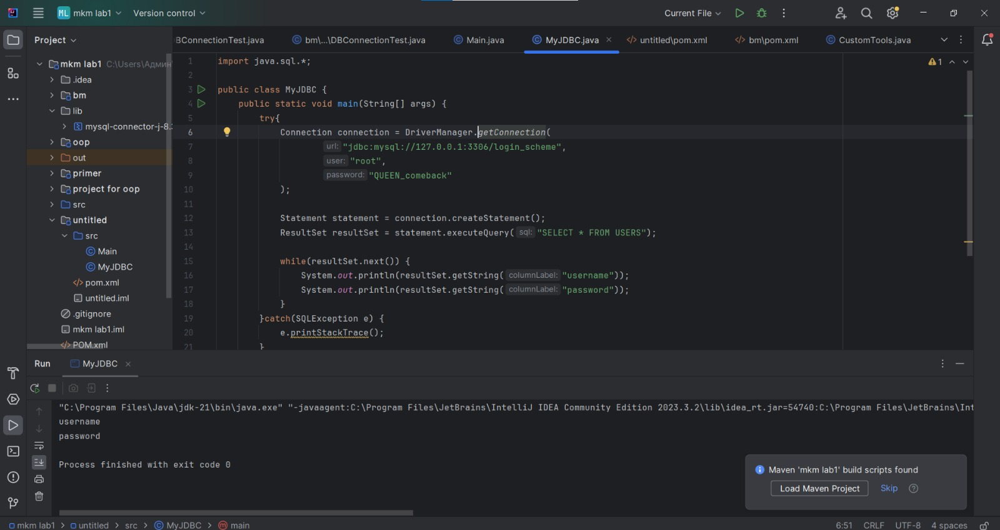 ML mkm lab1 Version control Current File
Project
BConnectionTest.java bm\...\DBConnectionTest.java Main.java MyJDBC.java untitled\pom.xml bm\pom.xml CustomTools.java
mkm lab1 C:\Users\Админ
.idea
bm
lib
mysql-connector-j-8.
oop
out
primer
project for oop
src
untitled
src
Main
MyJDBC
pom.xml
untitled.iml
.gitignore
mkm lab1.iml
POM.xml
1 import java.sql.*;
2
3 public class MyJDBC {
4 public static void main(String[] args) {
5 try{
6 Connection connection = DriverManager.getConnection(
7 url: "jdbc:mysql://127.0.0.1:3306/login_scheme",
8 user: "root",
9 password: "QUEEN_comeback"
10 );
11
12 Statement statement = connection.createStatement();
13 ResultSet resultSet = statement.executeQuery( sql: "SELECT * FROM USERS");
14
15 while(resultSet.next()) {
16 System.out.println(resultSet.getString( columnLabel: "username"));
17 System.out.println(resultSet.getString( columnLabel: "password"));
18 }
19 }catch(SQLException e) {
20 e.printStackTrace();
21 }
1
Run MyJDBC
"C:\Program Files\Java\jdk-21\bin\java.exe" "-javaagent:C:\Program Files\JetBrains\IntelliJ IDEA Community Edition 2023.3.2\lib\idea_rt.jar=54740:C:\Program Files\JetBrains\Int
username
password
Process finished with exit code 0
Maven 'mkm lab1' build scripts found
Load Maven Project Skip ?
mkm lab1 > untitled > src > MyJDBC > main 6:51 CRLF UTF-8 4 spaces